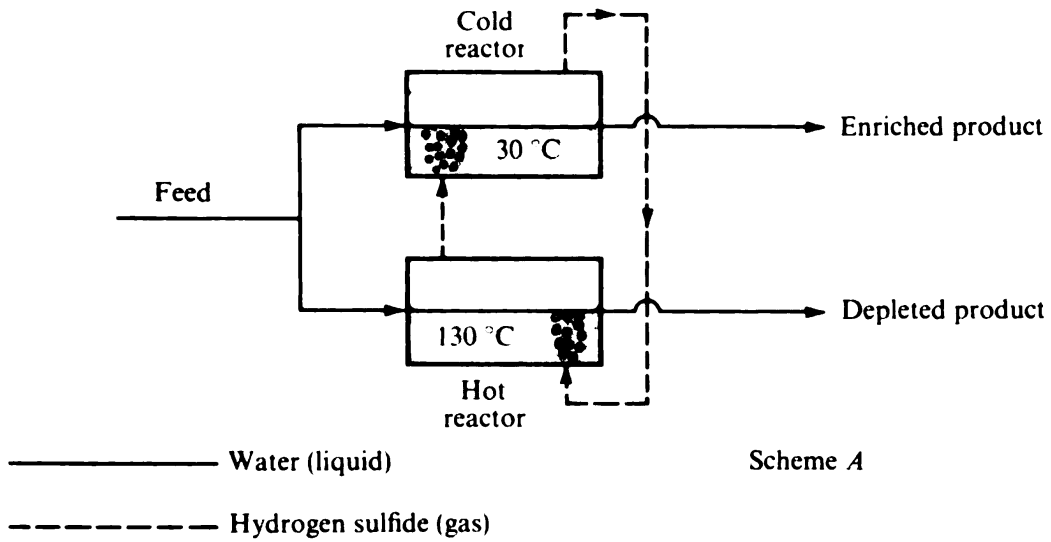 Cold
reactor
30 °C
Enriched product
Feed
130 °C
Depleted product
Hot
reactor
Water (liquid)
Scheme A
Hydrogen sulfide (gas)